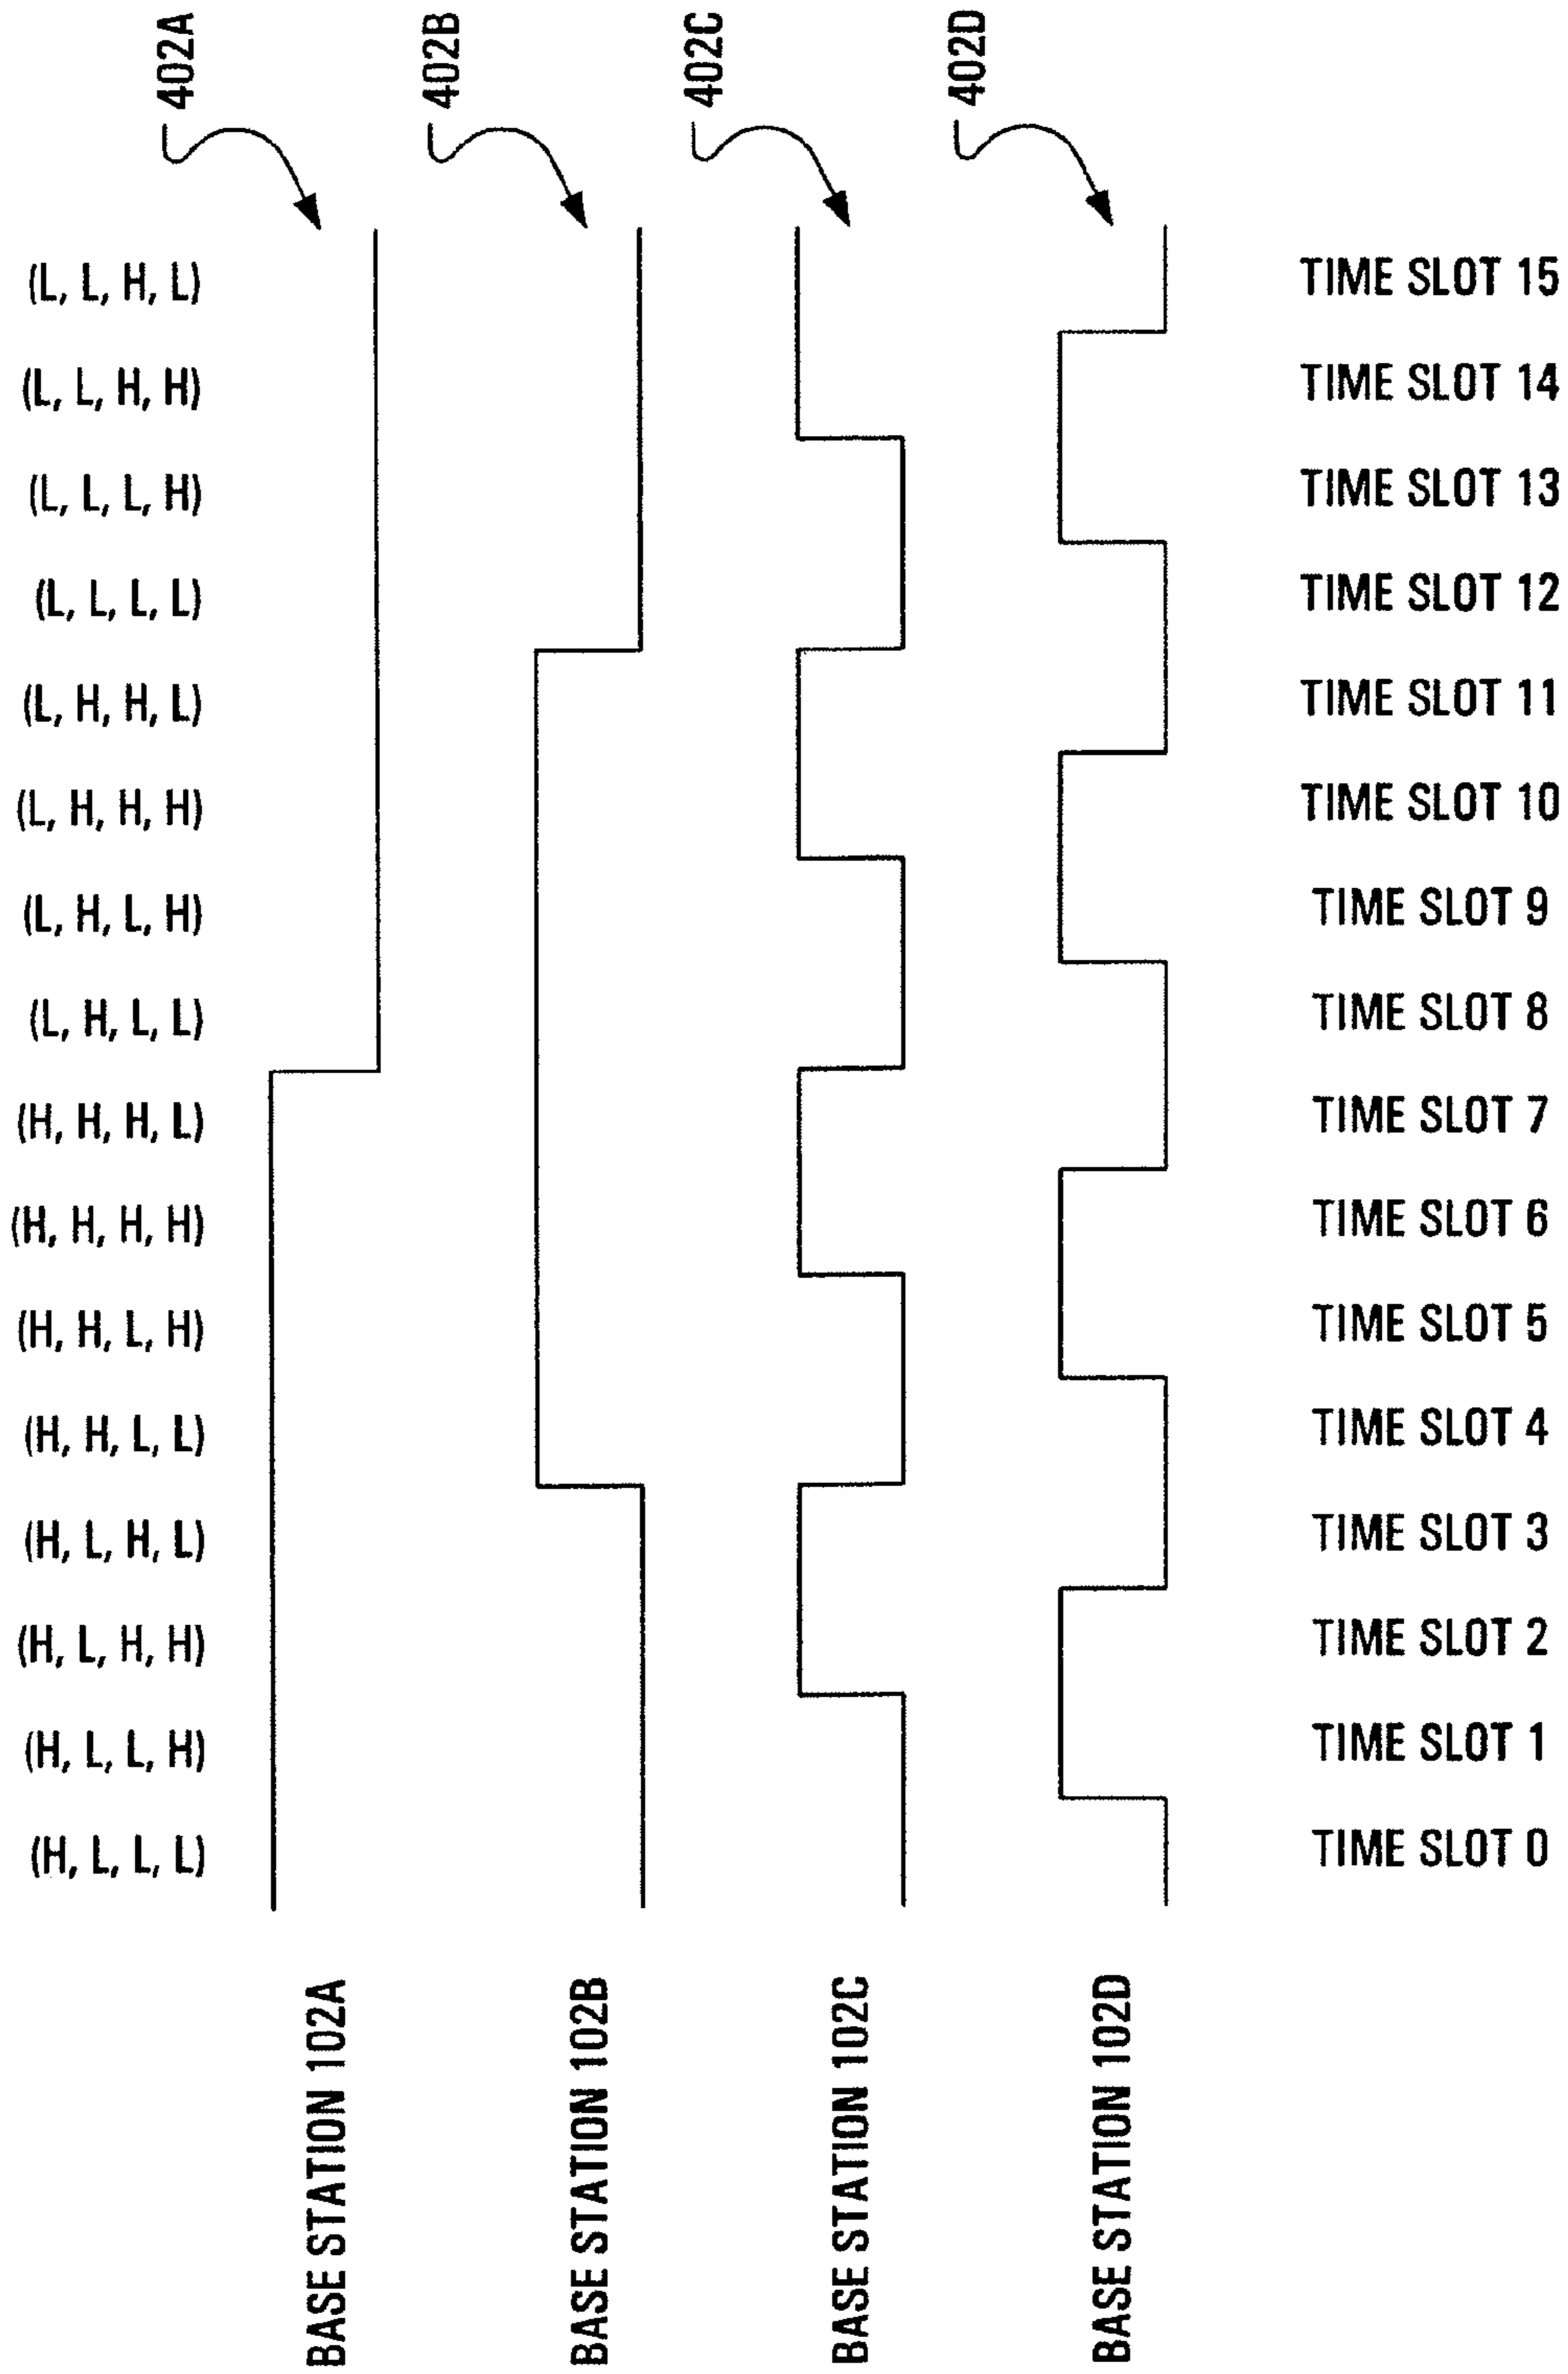 402A
402B
402C
402D
(L, L, H, L)
TIME SLOT 15
(L, L, H, H)
TIME SLOT 14
(L, L, L, H)
TIME SLOT 13
(L, L, L, L)
TIME SLOT 12
(L, H, H, L)
TIME SLOT 11
(L, H, H, H)
TIME SLOT 10
(L, H, L, H)
TIME SLOT 9
(L, H, L, L)
TIME SLOT 8
(H, H, H, L)
TIME SLOT 7
(H, H, H, H)
TIME SLOT 6
(H, H, L, H)
TIME SLOT 5
(H, H, L, L)
TIME SLOT 4
(H, L, H, L)
TIME SLOT 3
(H, L, H, H)
TIME SLOT 2
(H, L, L, H)
TIME SLOT 1
(H, L, L, L)
TIME SLOT 0
BASE STATION 102A
BASE STATION 102B
BASE STATION 102C
BASE STATION 102D